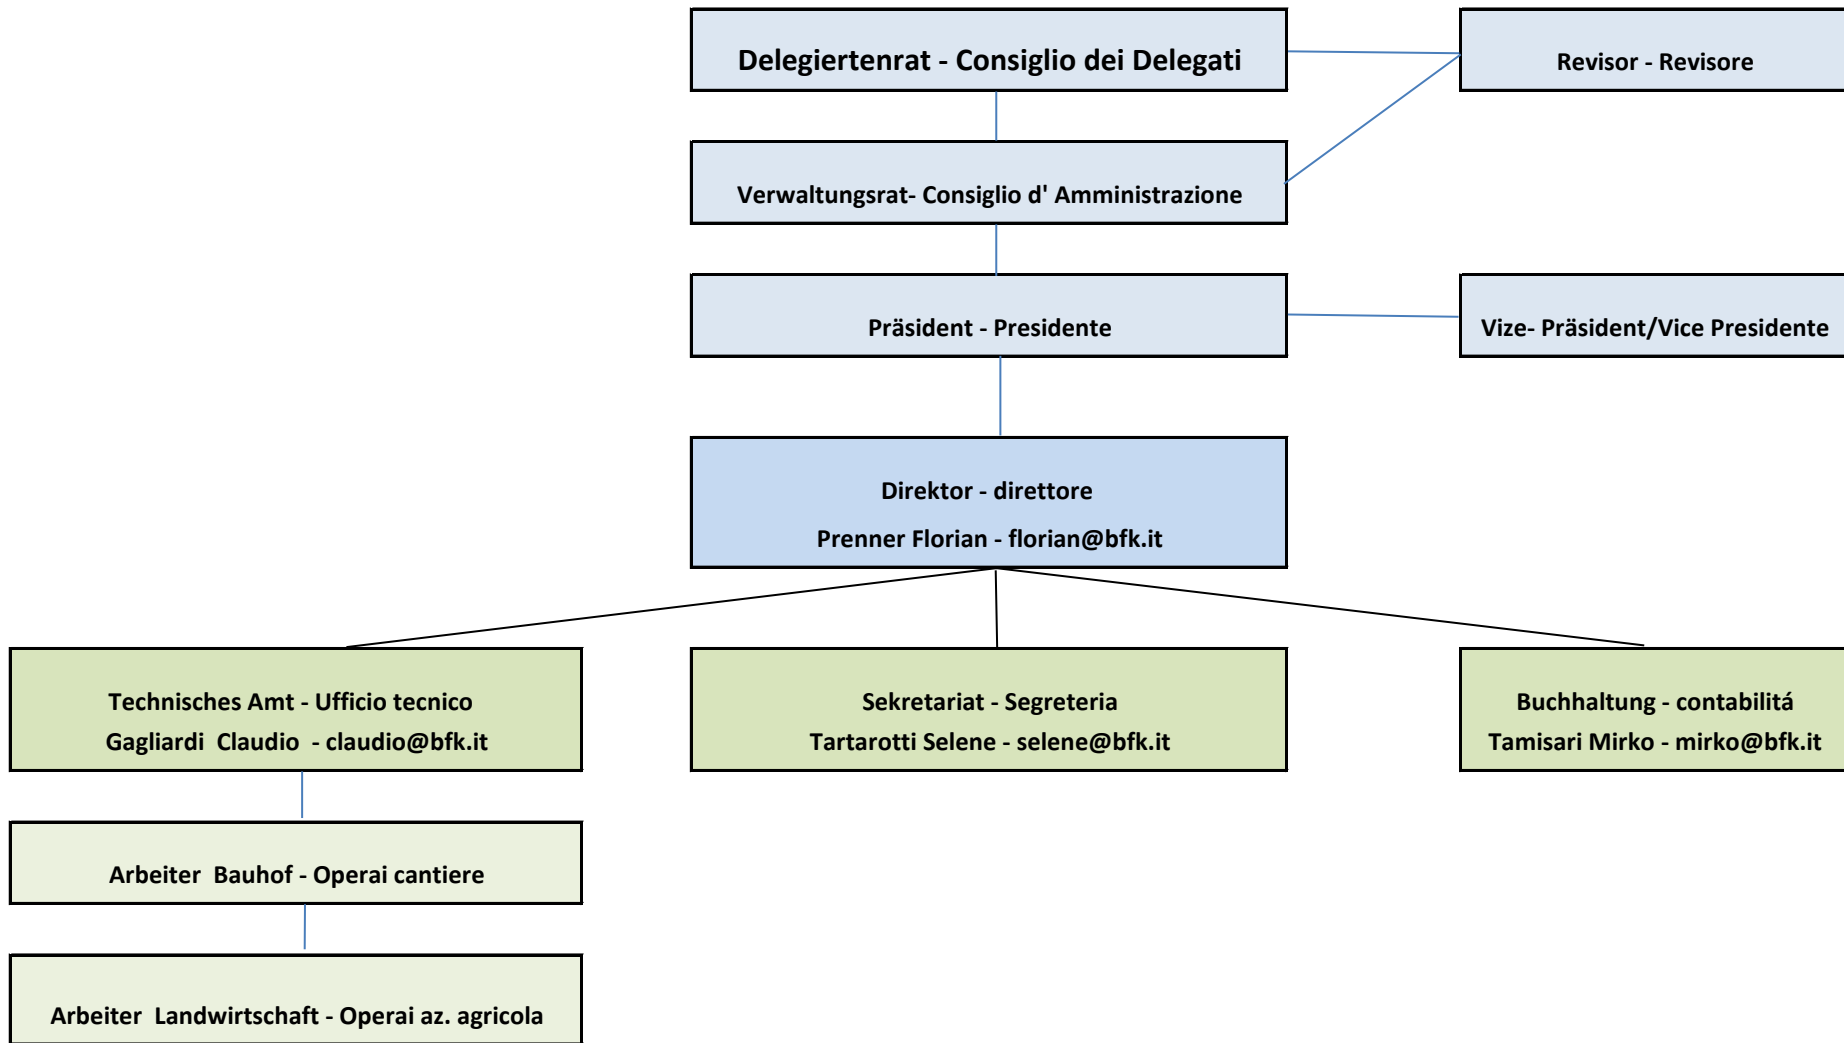 Delegiertenrat - Consiglio dei Delegati
Revisor - Revisore
Verwaltungsrat- Consiglio d' Amministrazione
Präsident - Presidente
Vize- Präsident/Vice Presidente
Direktor - direttore
Prenner Florian - florian@bfk.it
Technisches Amt - Ufficio tecnico
Gagliardi  Claudio  - claudio@bfk.it
Sekretariat - Segreteria
Tartarotti Selene - selene@bfk.it
Buchhaltung - contabilitá
Tamisari Mirko - mirko@bfk.it
Arbeiter  Bauhof - Operai cantiere
Arbeiter  Landwirtschaft - Operai az. agricola